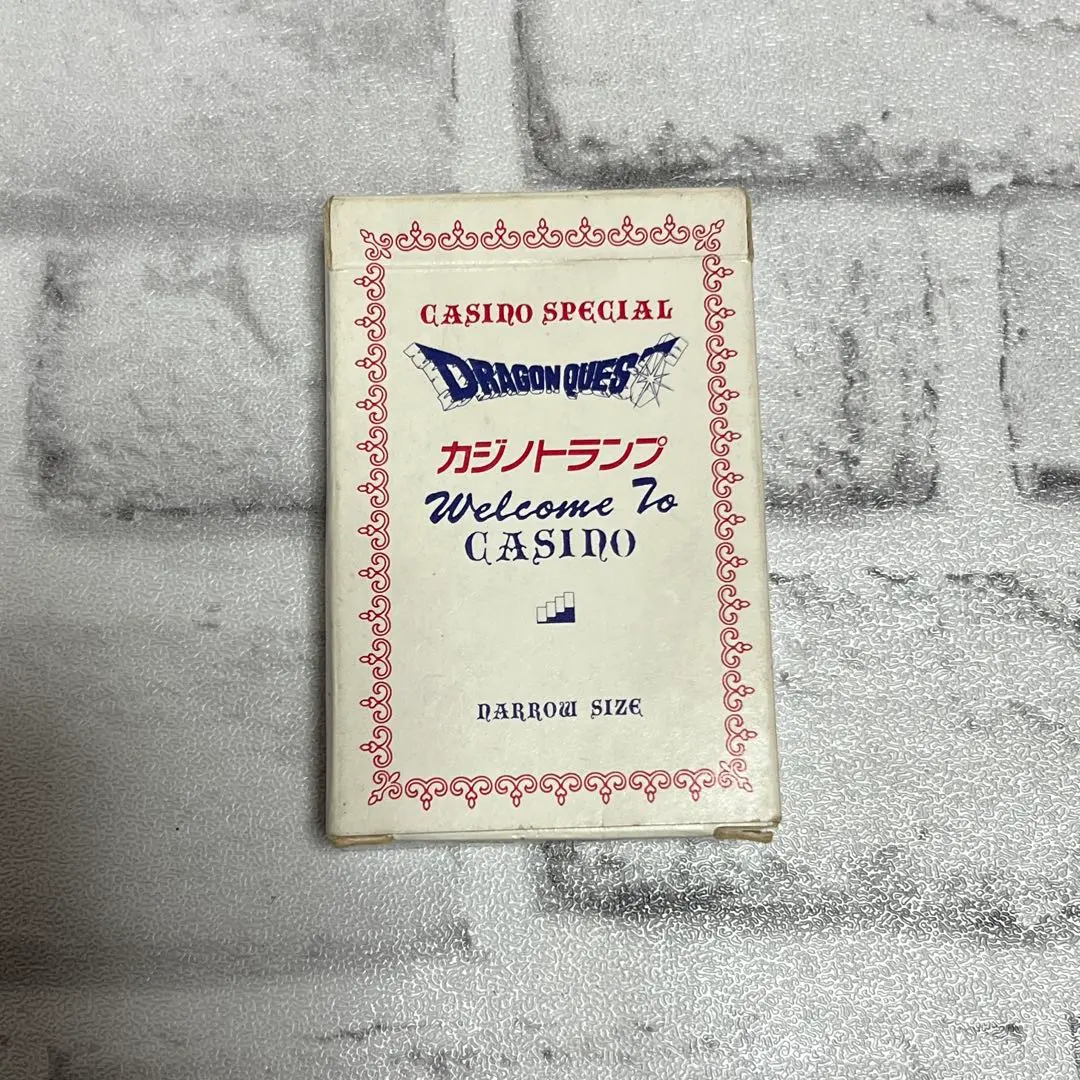 CASINO SPECIAL
DRAGON QUEST
カジノトランプ
Welcome To
CASINO
NARROW SIZE